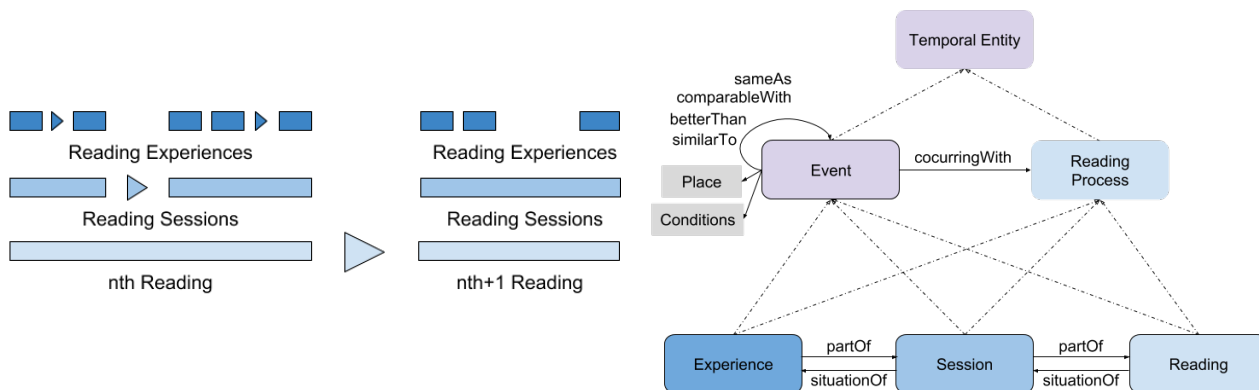 Reading Experiences
Reading Sessions
nth Reading
Reading Experiences
Reading Sessions
nth+1 Reading
Temporal Entity
sameAs
comparableWith
betterThan
similarTo
Event
cocurringWith
Reading
Process
Place
Conditions
Experience
partOf
situationOf
Session
partOf
situationOf
Reading